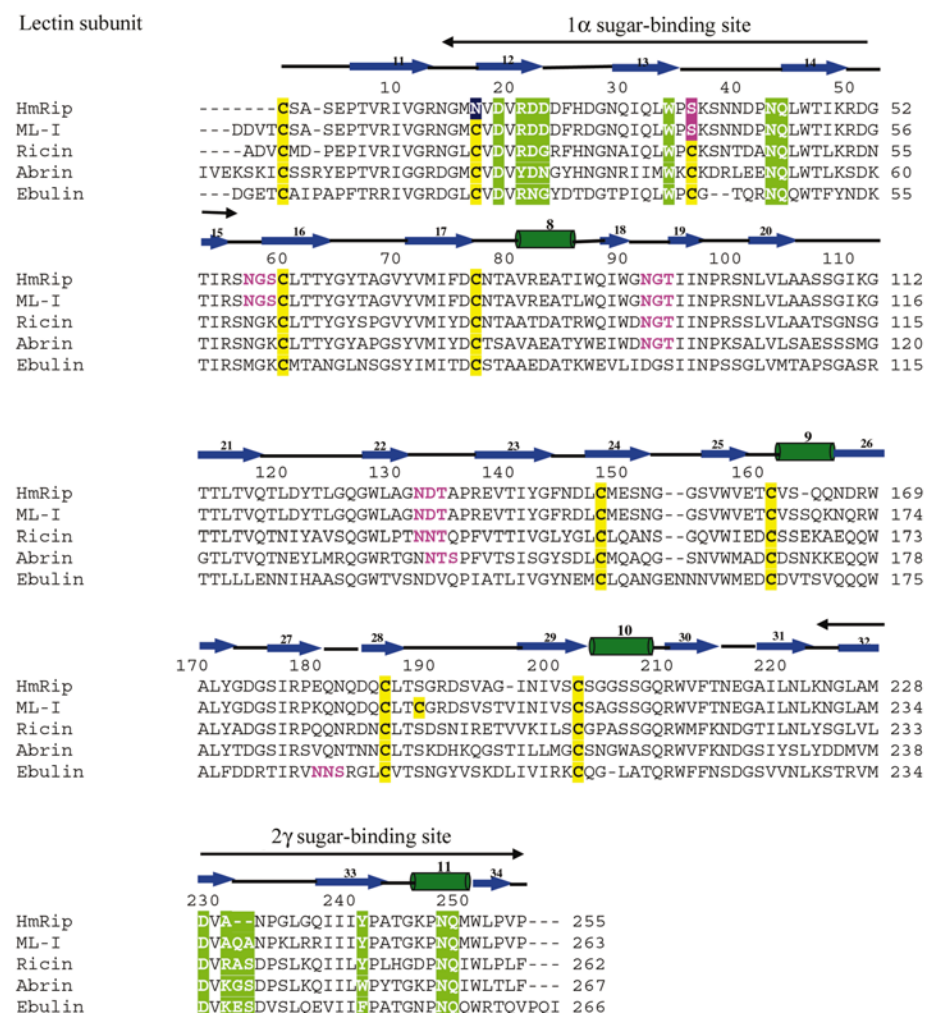 Lectin subunit
1α sugar-binding site
11 12 13 14
10 20 30 40 50
HmRip -------CSA-SEPTVRIVGRNGMNVDVRDDDFHDGNQIQLWPSKSNNDPNQLWTIKRDG 52
ML-I ---DDVTCSA-SEPTVRIVGRNGMCVDVRDDDFRDGNQIQLWPSKSNNDPNQLWTIKRDG 56
Ricin ----ADVCMD-PEPIVRIVGRNGLCVDVRDGRFHNGNAIQLWPCKSNTDANQLWTLKRDN 55
Abrin IVEKSKICSSRYEPTVRIGGRDGMCVDVYDNGYHNGNRIIMWKCKDRLEENQLWTLKSDK 60
Ebulin ---DGETCAIPAPFTRRIVGRDGLCVDVRNGYDTDGTPIQLWPCG--TQRNQQWTFYNDK 55
15 16 17 8 18 19 20
60 70 80 90 100 110
HmRip TIRSNGSCLTTYGYTAGVYVMIFDCNTAVREATIWQIWGNGTIINPRSNLVLAASSGIKG 112
ML-I TIRSNGSCLTTYGYTAGVYVMIFDCNTAVREATLWQIWGNGTIINPRSNLVLAASSGIKG 116
Ricin TIRSNGKCLTTYGYSPGVYVMIYDCNTAATDATRWQIWDNGTIINPRSSLVLAATSGNSG 115
Abrin TIRSNGKCLTTYGYAPGSYVMIYDCTSAVAEATYWEIWDNGTIINPKSALVLSAESSSMG 120
Ebulin TIRSMGKCMTANGLNSGSYIMITDCSTAAEDATKWEVLIDGSIINPSSGLVMTAPSGASR 115
21 22 23 24 25 9 26
120 130 140 150 160
HmRip TTLTVQTLDYTLGQGWLAGNDTAPREVTIYGFNDLCMESNG--GSVWVETCVS-QQNDRW 169
ML-I TTLTVQTLDYTLGQGWLAGNDTAPREVTIYGFRDLCMESNG--GSVWVETCVSSQKNQRW 174
Ricin TTLTVQTNIYAVSQGWLPTNNTQPFVTTIVGLYGLCLQANS--GQVWIEDCSSEKAEQQW 173
Abrin GTLTVQTNEYLMRQGWRTGNNTSPFVTSISGYSDLCMQAQG--SNVWMADCDSNKKEQQW 178
Ebulin TTLLLENNIHAASQGWTVSNDVQPIATLIVGYNEMCLQANGENNNVWMEDCDVTSVQQQW 175
27 28 29 10 30 31 32
170 180 190 200 210 220
HmRip ALYGDGSIRPEQNQDQCLTSGRDSVAG-INIVSCSGGSSGQRWVFTNEGAILNLKNGLAM 228
ML-I ALYGDGSIRPKQNQDQCLTCGRDSVSTVINIVSCSAGSSGQRWVFTNEGAILNLKNGLAM 234
Ricin ALYADGSIRPQQNRDNCLTSDSNIRETVVKILSCGPASSGQRWMFKNDGTILNLYSGLVL 233
Abrin ALYTDGSIRSVQNTNNCLTSKDHKQGSTILLMGCSNGWASQRWVFKNDGSIYSLYDDMVM 238
Ebulin ALFDDRTIRVNNSRGLCVTSNGYVSKDLIVIRKCQG-LATQRWFFNSDGSVVNLKSTRVM 234
2γ sugar-binding site
33 11 34
230 240 250
HmRip DVA--NPGLGQIIIYPATGKPNQMWLPVP--- 255
ML-I DVAQANPKLRRIIIYPATGKPNQMWLPVP--- 263
Ricin DVRASDPSLKQIILYPLHGDPNQIWLPLF--- 262
Abrin DVKGSDPSLKQIILWPYTGKPNQIWLTLF--- 267
Ebulin DVKESDVSLQEVIIFPATGNPNQQWRTQVPQI 266